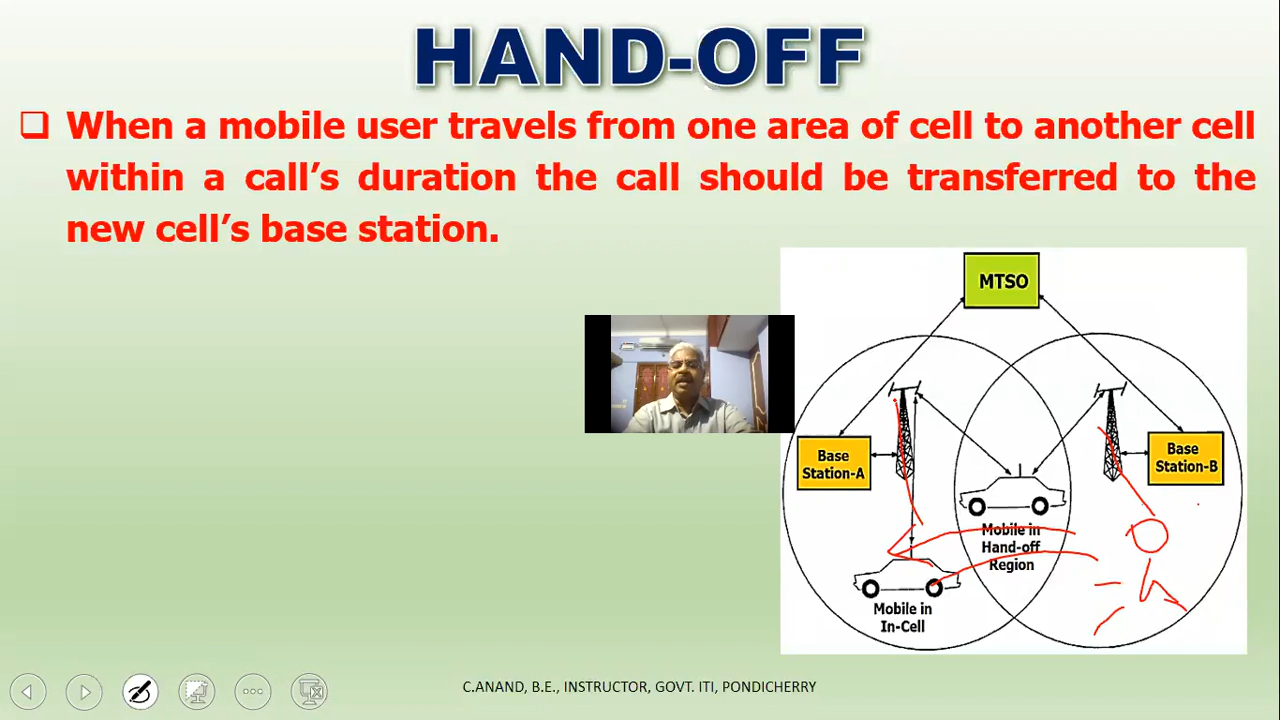 HAND-OFF
❑ When a mobile user travels from one area of cell to another cell
within a call’s duration the call should be transferred to the
new cell’s base station.
MTSO
Base
Station-A
Base
Station-B
Mobile in
Hand-off
Region
Mobile in
In-Cell
C.ANAND, B.E., INSTRUCTOR, GOVT. ITI, PONDICHERRY